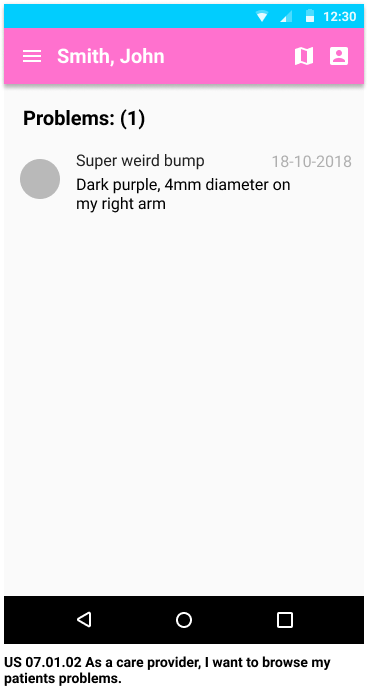 12:30
Smith, John
Problems: (1)
Super weird bump 18-10-2018
Dark purple, 4mm diameter on
my right arm
US 07.01.02 As a care provider, I want to browse my
patients problems.